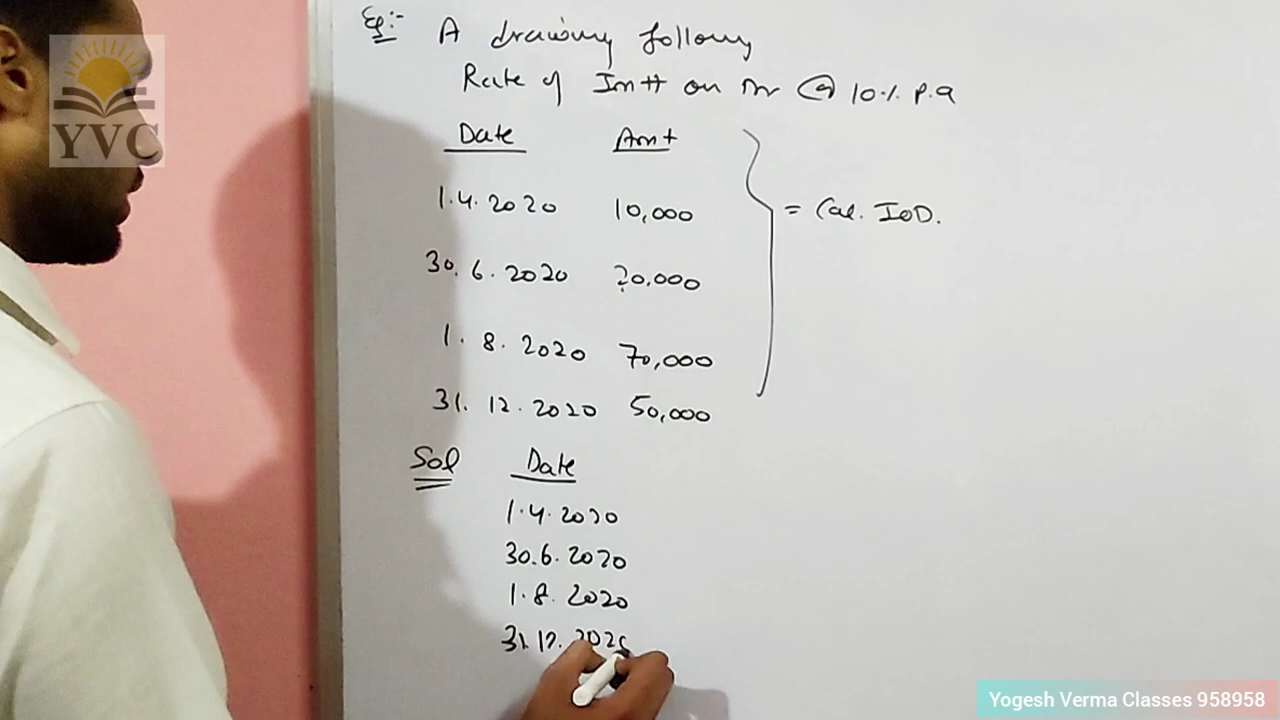 Eg:- A drawing following
Rate of Intt on Dr @ 10% P.a
Date Amt
1.4.2020 10,000
30.6.2020 20,000
1.8.2020 70,000
31.12.2020 50,000
= Cal. IOD.
Sol Date
1.4.2020
30.6.2020
1.8.2020
31.12.2020
YVC
Yogesh Verma Classes 958958